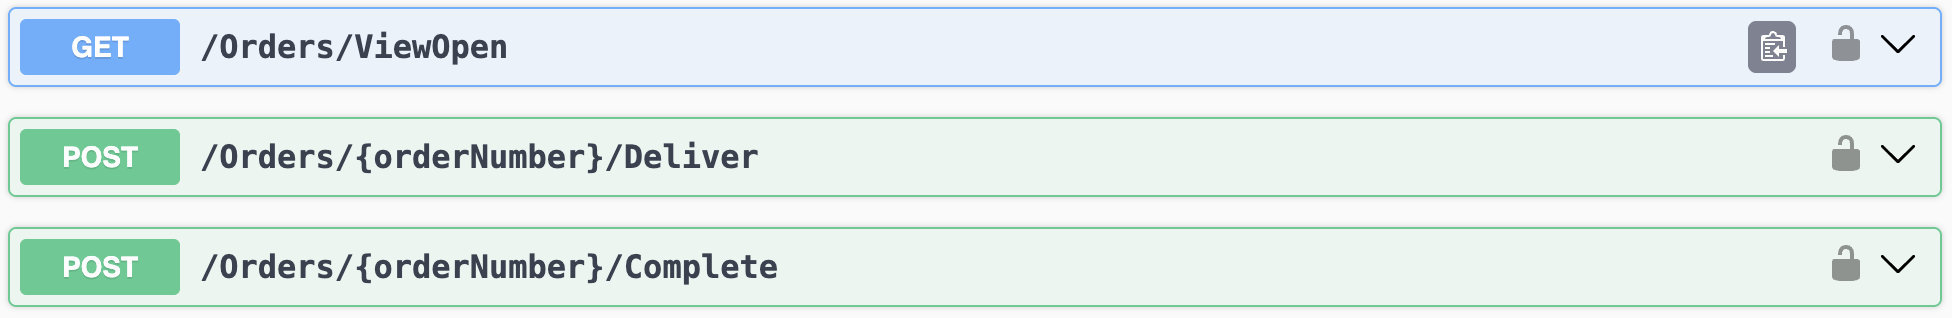 GET /Orders/ViewOpen
POST /Orders/{orderNumber}/Deliver
POST /Orders/{orderNumber}/Complete